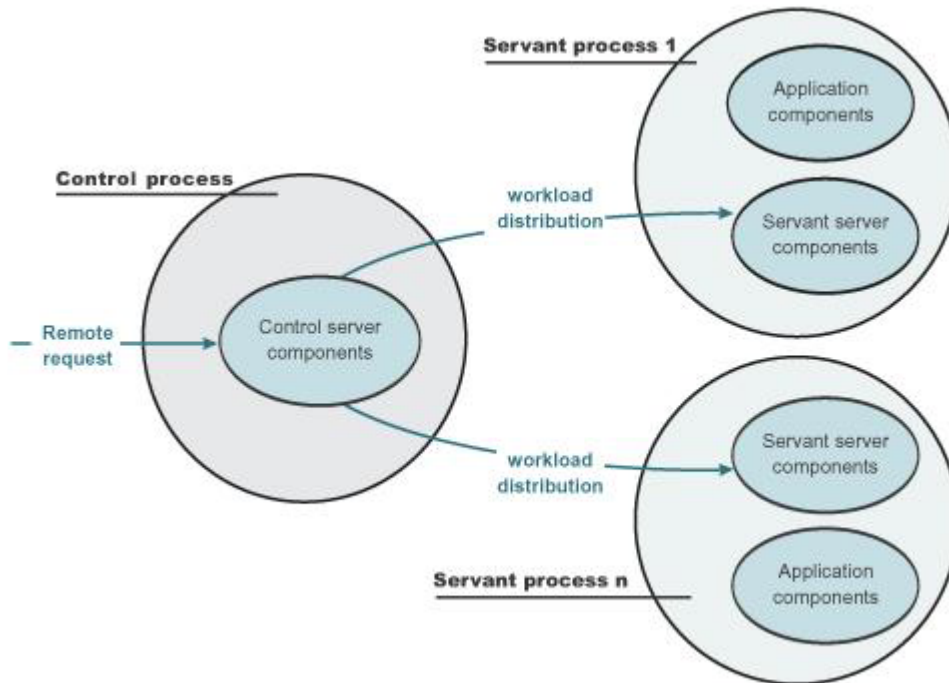 Servant process 1
Application
components
Control process
workload
distribution
Servant server
components
Remote
request
Control server
components
workload
distribution
Servant server
components
Servant process n
Application
components